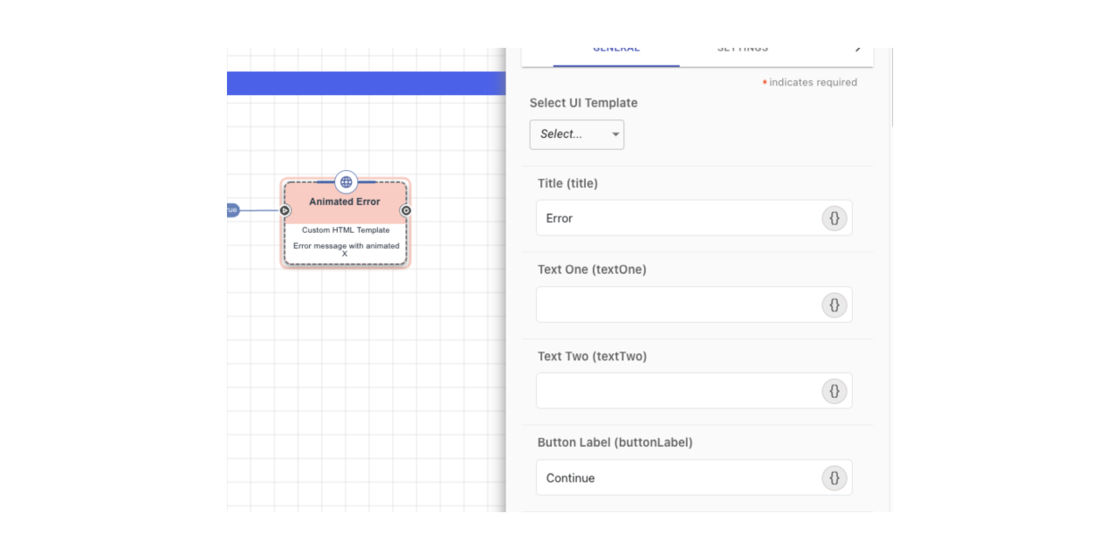 GENERAL
SETTINGS
* indicates required
Select UI Template
Select...
Title (title)
Error
{}
Text One (textOne)
{}
Text Two (textTwo)
{}
Button Label (buttonLabel)
Continue
{}
Animated Error
Custom HTML Template
Error message with animated
X